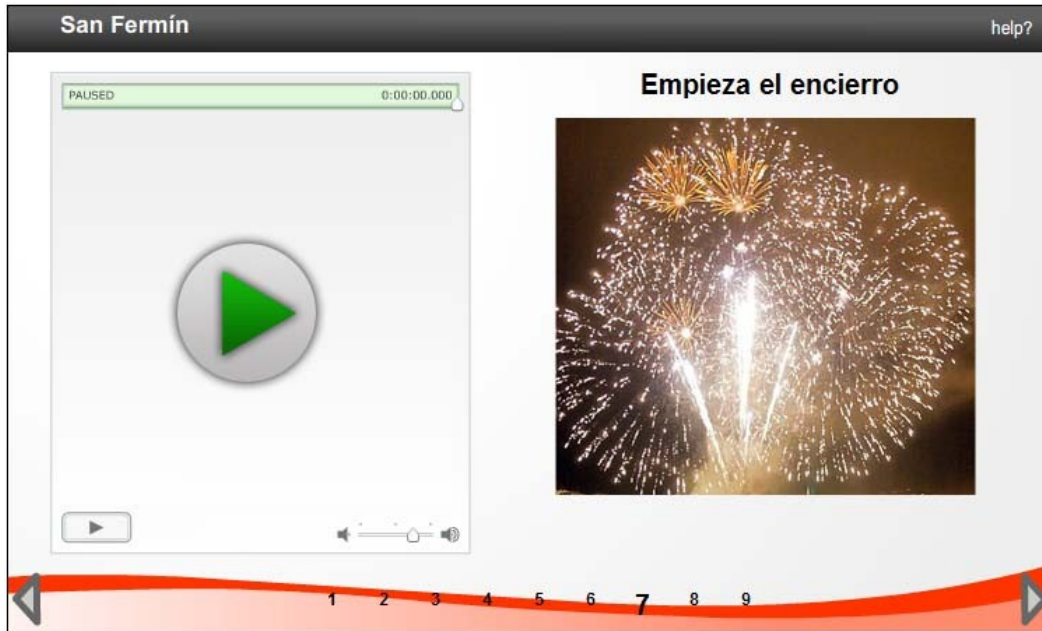 San Fermín
help?
PAUSED 0:00:00.000
Empieza el encierro
1 2 3 4 5 6 7 8 9